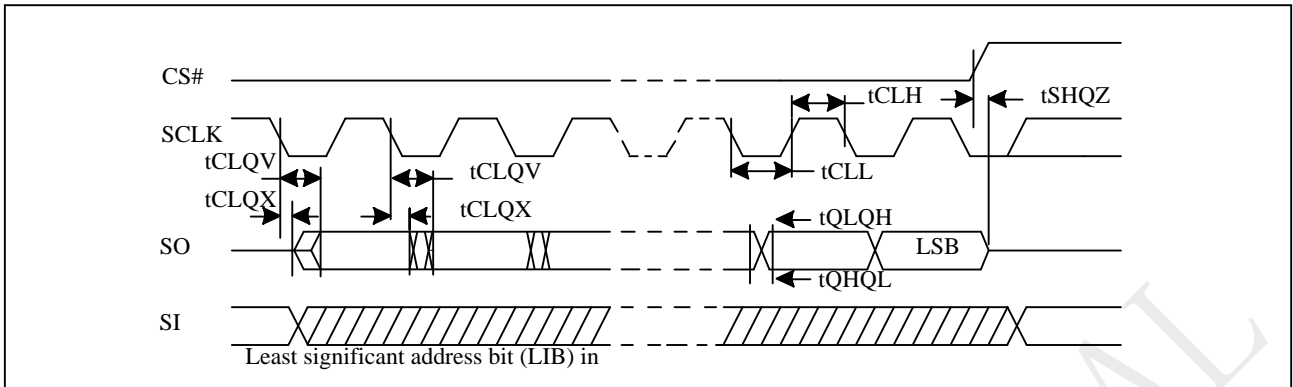 CS#
tCLH
tSHQZ
SCLK
tCLQV
tCLQV
tCLL
tCLQX
tCLQX
tQLQH
SO
LSB
tQHQL
SI
Least significant address bit (LIB) in